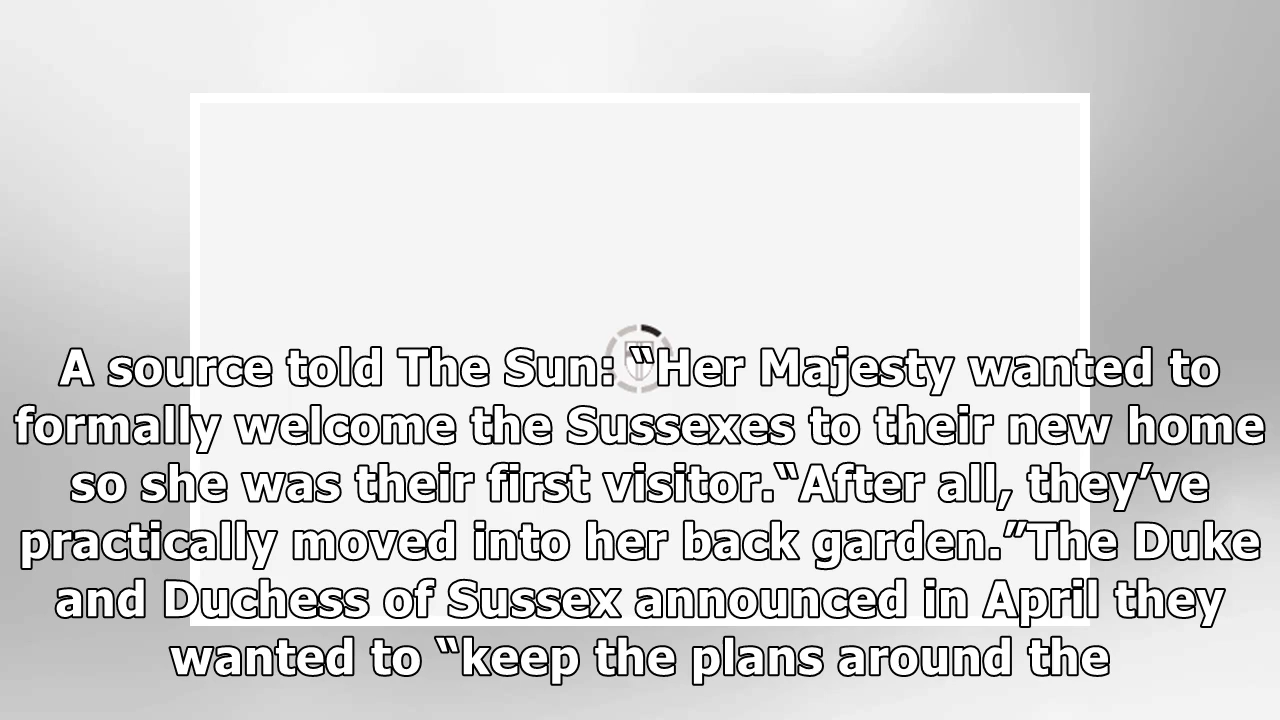 A source told The Sun: “Her Majesty wanted to
formally welcome the Sussexes to their new home
so she was their first visitor.“After all, they’ve
practically moved into her back garden.”The Duke
and Duchess of Sussex announced in April they
wanted to “keep the plans around the